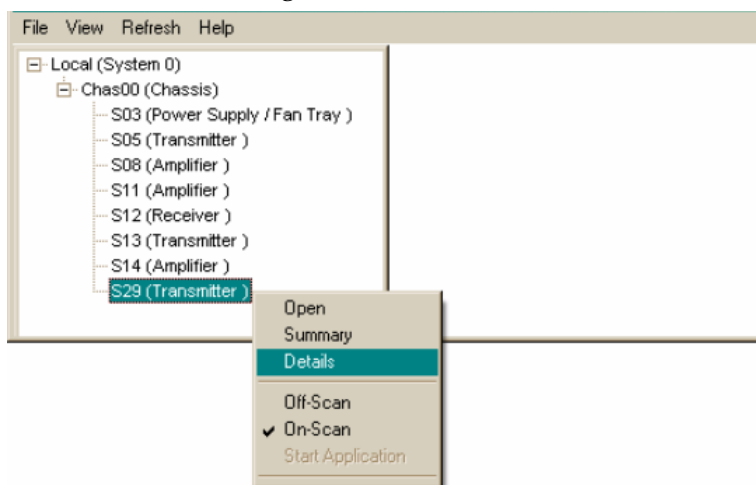 File View Refresh Help
Local (System 0)
Chas00 (Chassis)
S03 (Power Supply / Fan Tray )
S05 (Transmitter )
S08 (Amplifier )
S11 (Amplifier )
S12 (Receiver )
S13 (Transmitter )
S14 (Amplifier )
S29 (Transmitter )
Open
Summary
Details
Off-Scan
On-Scan
Start Application